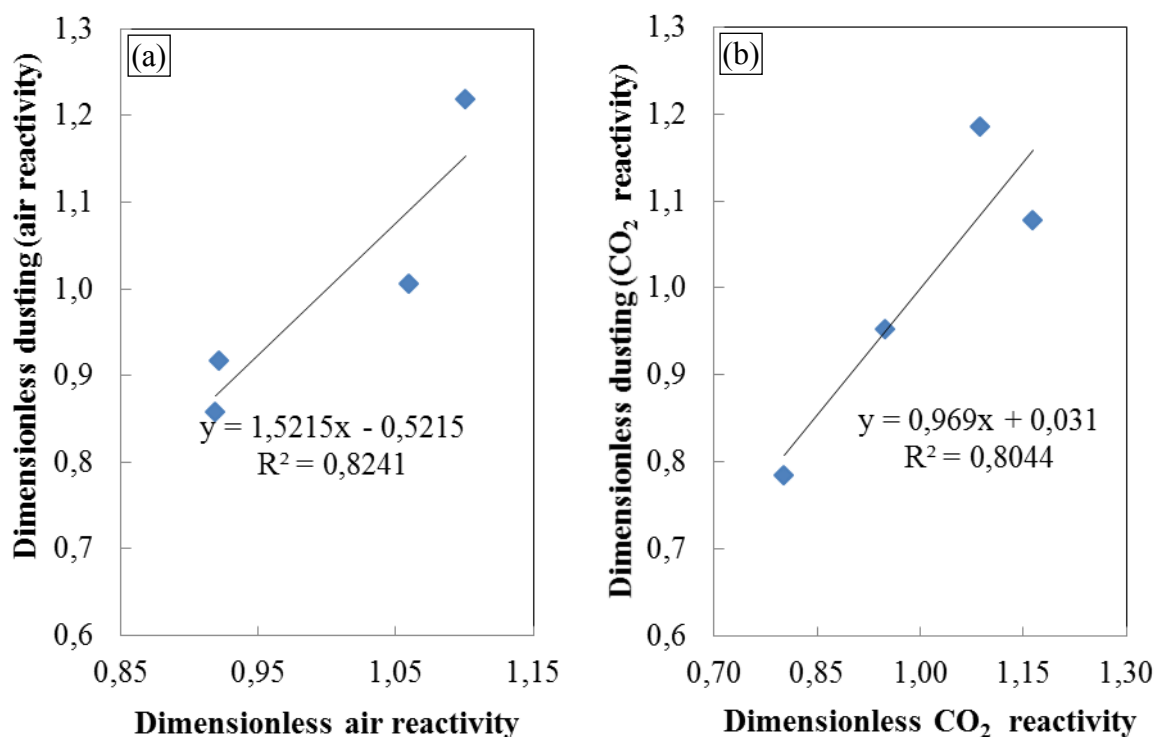 (a)
Dimensionless dusting (air reactivity)
1,3
1,2
1,1
1,0
0,9
0,8
0,7
0,6
y = 1,5215x - 0,5215
R² = 0,8241
0,85 0,95 1,05 1,15
Dimensionless air reactivity
(b)
Dimensionless dusting (CO₂ reactivity)
1,3
1,2
1,1
1,0
0,9
0,8
0,7
0,6
y = 0,969x + 0,031
R² = 0,8044
0,70 0,85 1,00 1,15 1,30
Dimensionless CO₂ reactivity